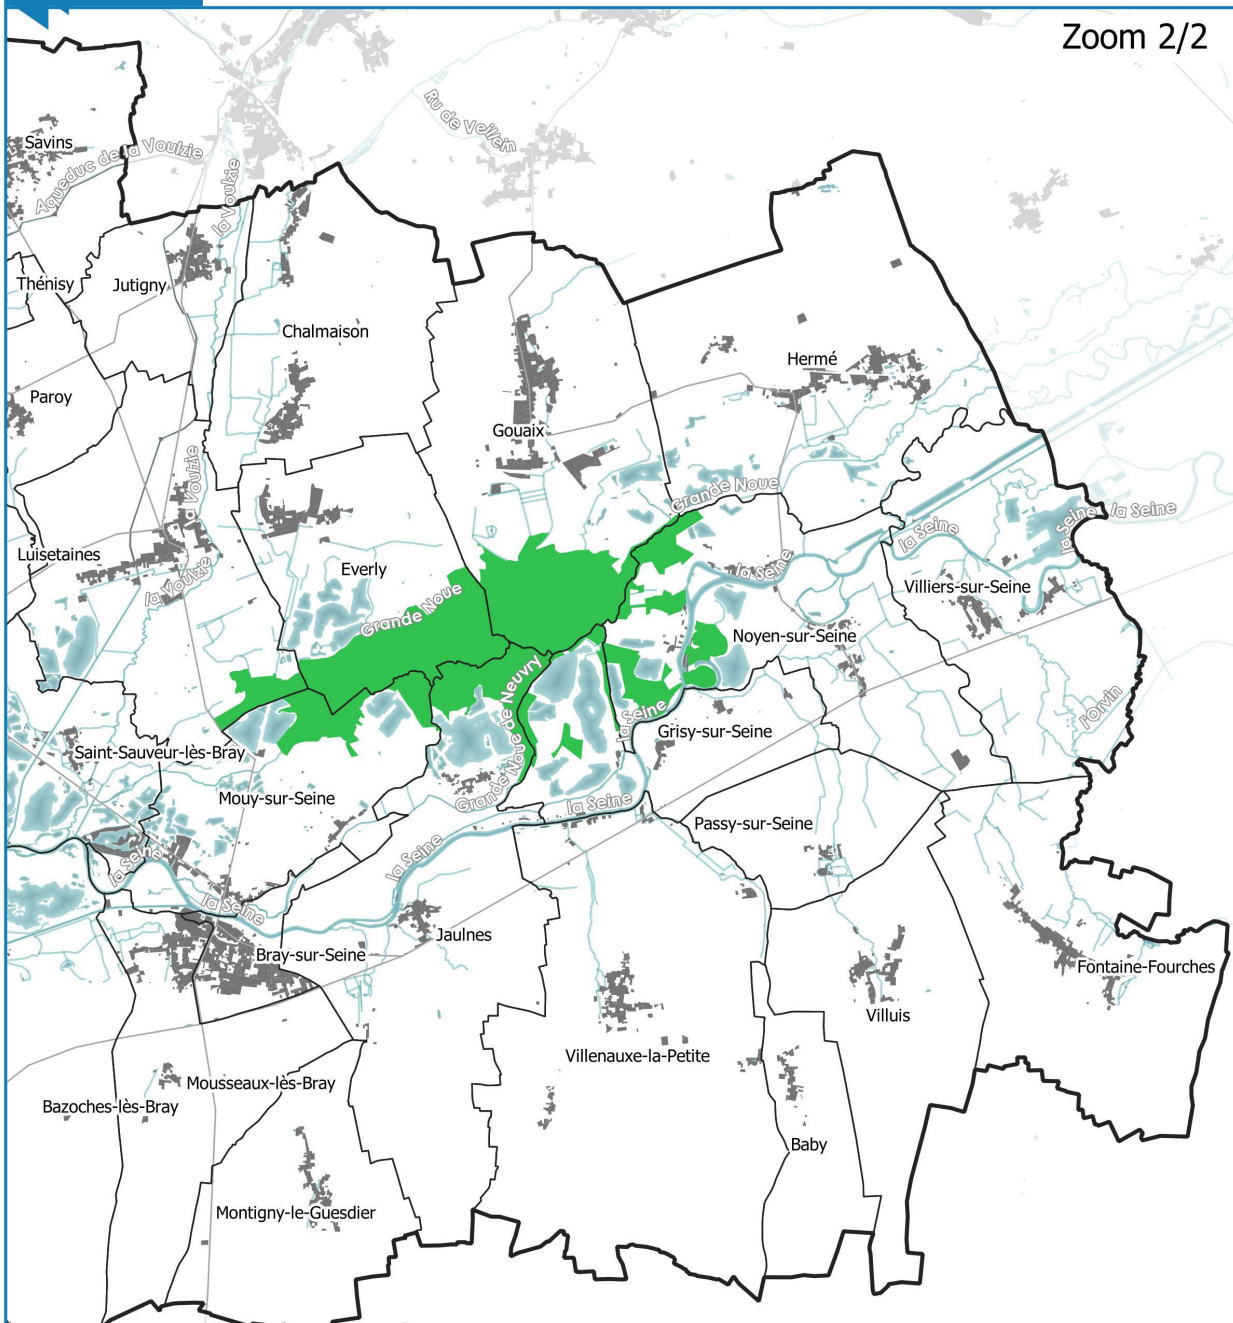 Zoom 2/2
Ru de Veillen
Savins
Aqueduc de la Voulzie
la Voulzie
Thénisy
Jutigny
Chalmaison
Hermé
Paroy
Gouaix
la Voulzie
Grande Noue
la Seine
la Seine
la Seine
Luisetaines
Everly
la Seine
la Voulzie
Villiers-sur-Seine
Grande Noue
Noyen-sur-Seine
Grande Noue de Neuvry
l'Orvin
la Seine
Grisy-sur-Seine
Saint-Sauveur-lès-Bray
Mouy-sur-Seine
la Seine
Passy-sur-Seine
la Seine
la Seine
la Seine
Jaulnes
Bray-sur-Seine
Fontaine-Fourches
Villuis
Villenauxe-la-Petite
Mousseaux-lès-Bray
Bazoches-lès-Bray
Baby
Montigny-le-Guesdier